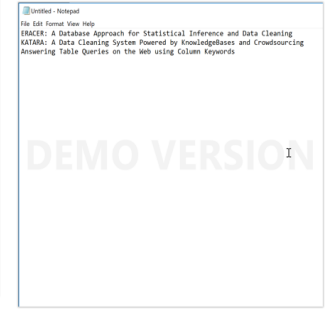 Untitled - Notepad
File Edit Format View Help
ERACER: A Database Approach for Statistical Inference and Data Cleaning
KATARA: A Data Cleaning System Powered by KnowledgeBases and Crowdsourcing
Answering Table Queries on the Web using Column Keywords
DEMO VERSION